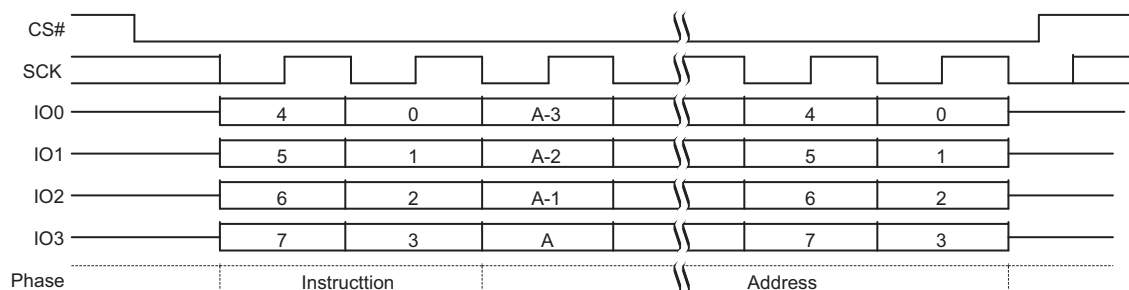 CS#
SCK
IO0 4 0 A-3 4 0
IO1 5 1 A-2 5 1
IO2 6 2 A-1 6 2
IO3 7 3 A 7 3
Phase Instructtion Address